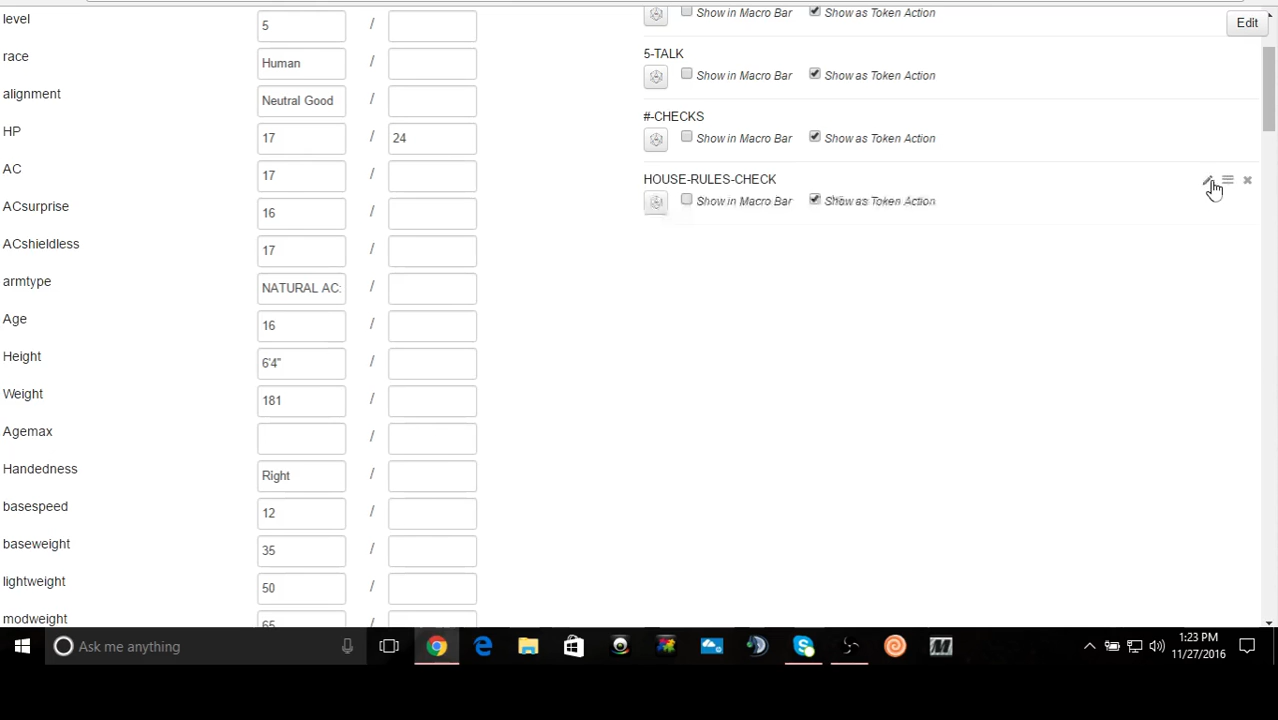 level 5 / Show in Macro Bar Show as Token Action Edit
5-TALK
race Human / Show in Macro Bar Show as Token Action
alignment Neutral Good /
#-CHECKS
HP 17 / 24 Show in Macro Bar Show as Token Action
AC 17 /
HOUSE-RULES-CHECK
ACsurprise 16 / Show in Macro Bar Show as Token Action
ACshieldless 17 /
armtype NATURAL AC: /
Age 16 /
Height 6'4" /
Weight 181 /
Agemax /
Handedness Right /
basespeed 12 /
baseweight 35 /
lightweight 50 /
modweight 65 /
Ask me anything
1:23 PM
11/27/2016